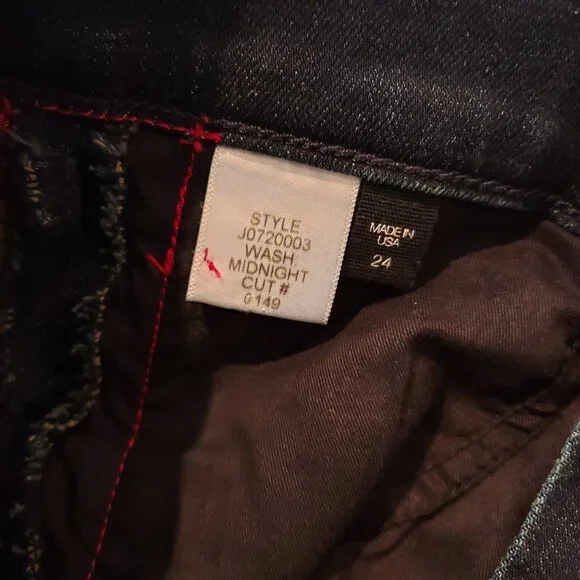 STYLE
J0720003
WASH
MIDNIGHT
CUT #
0149
MADE IN
USA
24